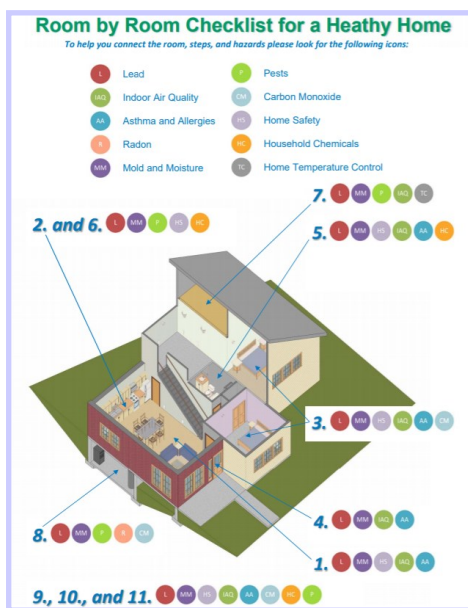 Room by Room Checklist for a Heathy Home
To help you connect the room, steps, and hazards please look for the following icons:
L Lead
P Pests
IAQ Indoor Air Quality
CM Carbon Monoxide
AA Asthma and Allergies
HS Home Safety
R Radon
HC Household Chemicals
MM Mold and Moisture
TC Home Temperature Control
7. L MM P IAQ TC
2. and 6. L MM P HS HC
5. L MM HS IAQ AA HC
3. L MM HS IAQ AA CM
4. L MM IAQ AA
8. L MM P R CM
1. L MM HS IAQ AA
9., 10., and 11. L MM HS IAQ AA CM HC P